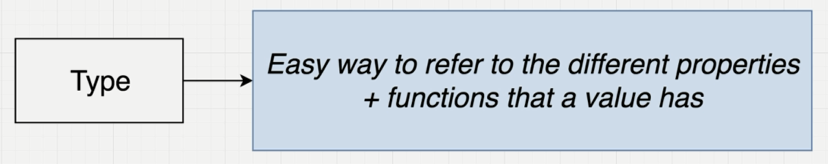 Type
Easy way to refer to the different properties
+ functions that a value has